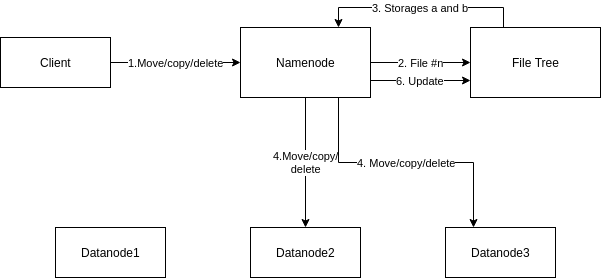 3. Storages a and b
Client
1.Move/copy/delete
Namenode
2. File #n
File Tree
6. Update
4.Move/copy/
delete
4. Move/copy/delete
Datanode1
Datanode2
Datanode3